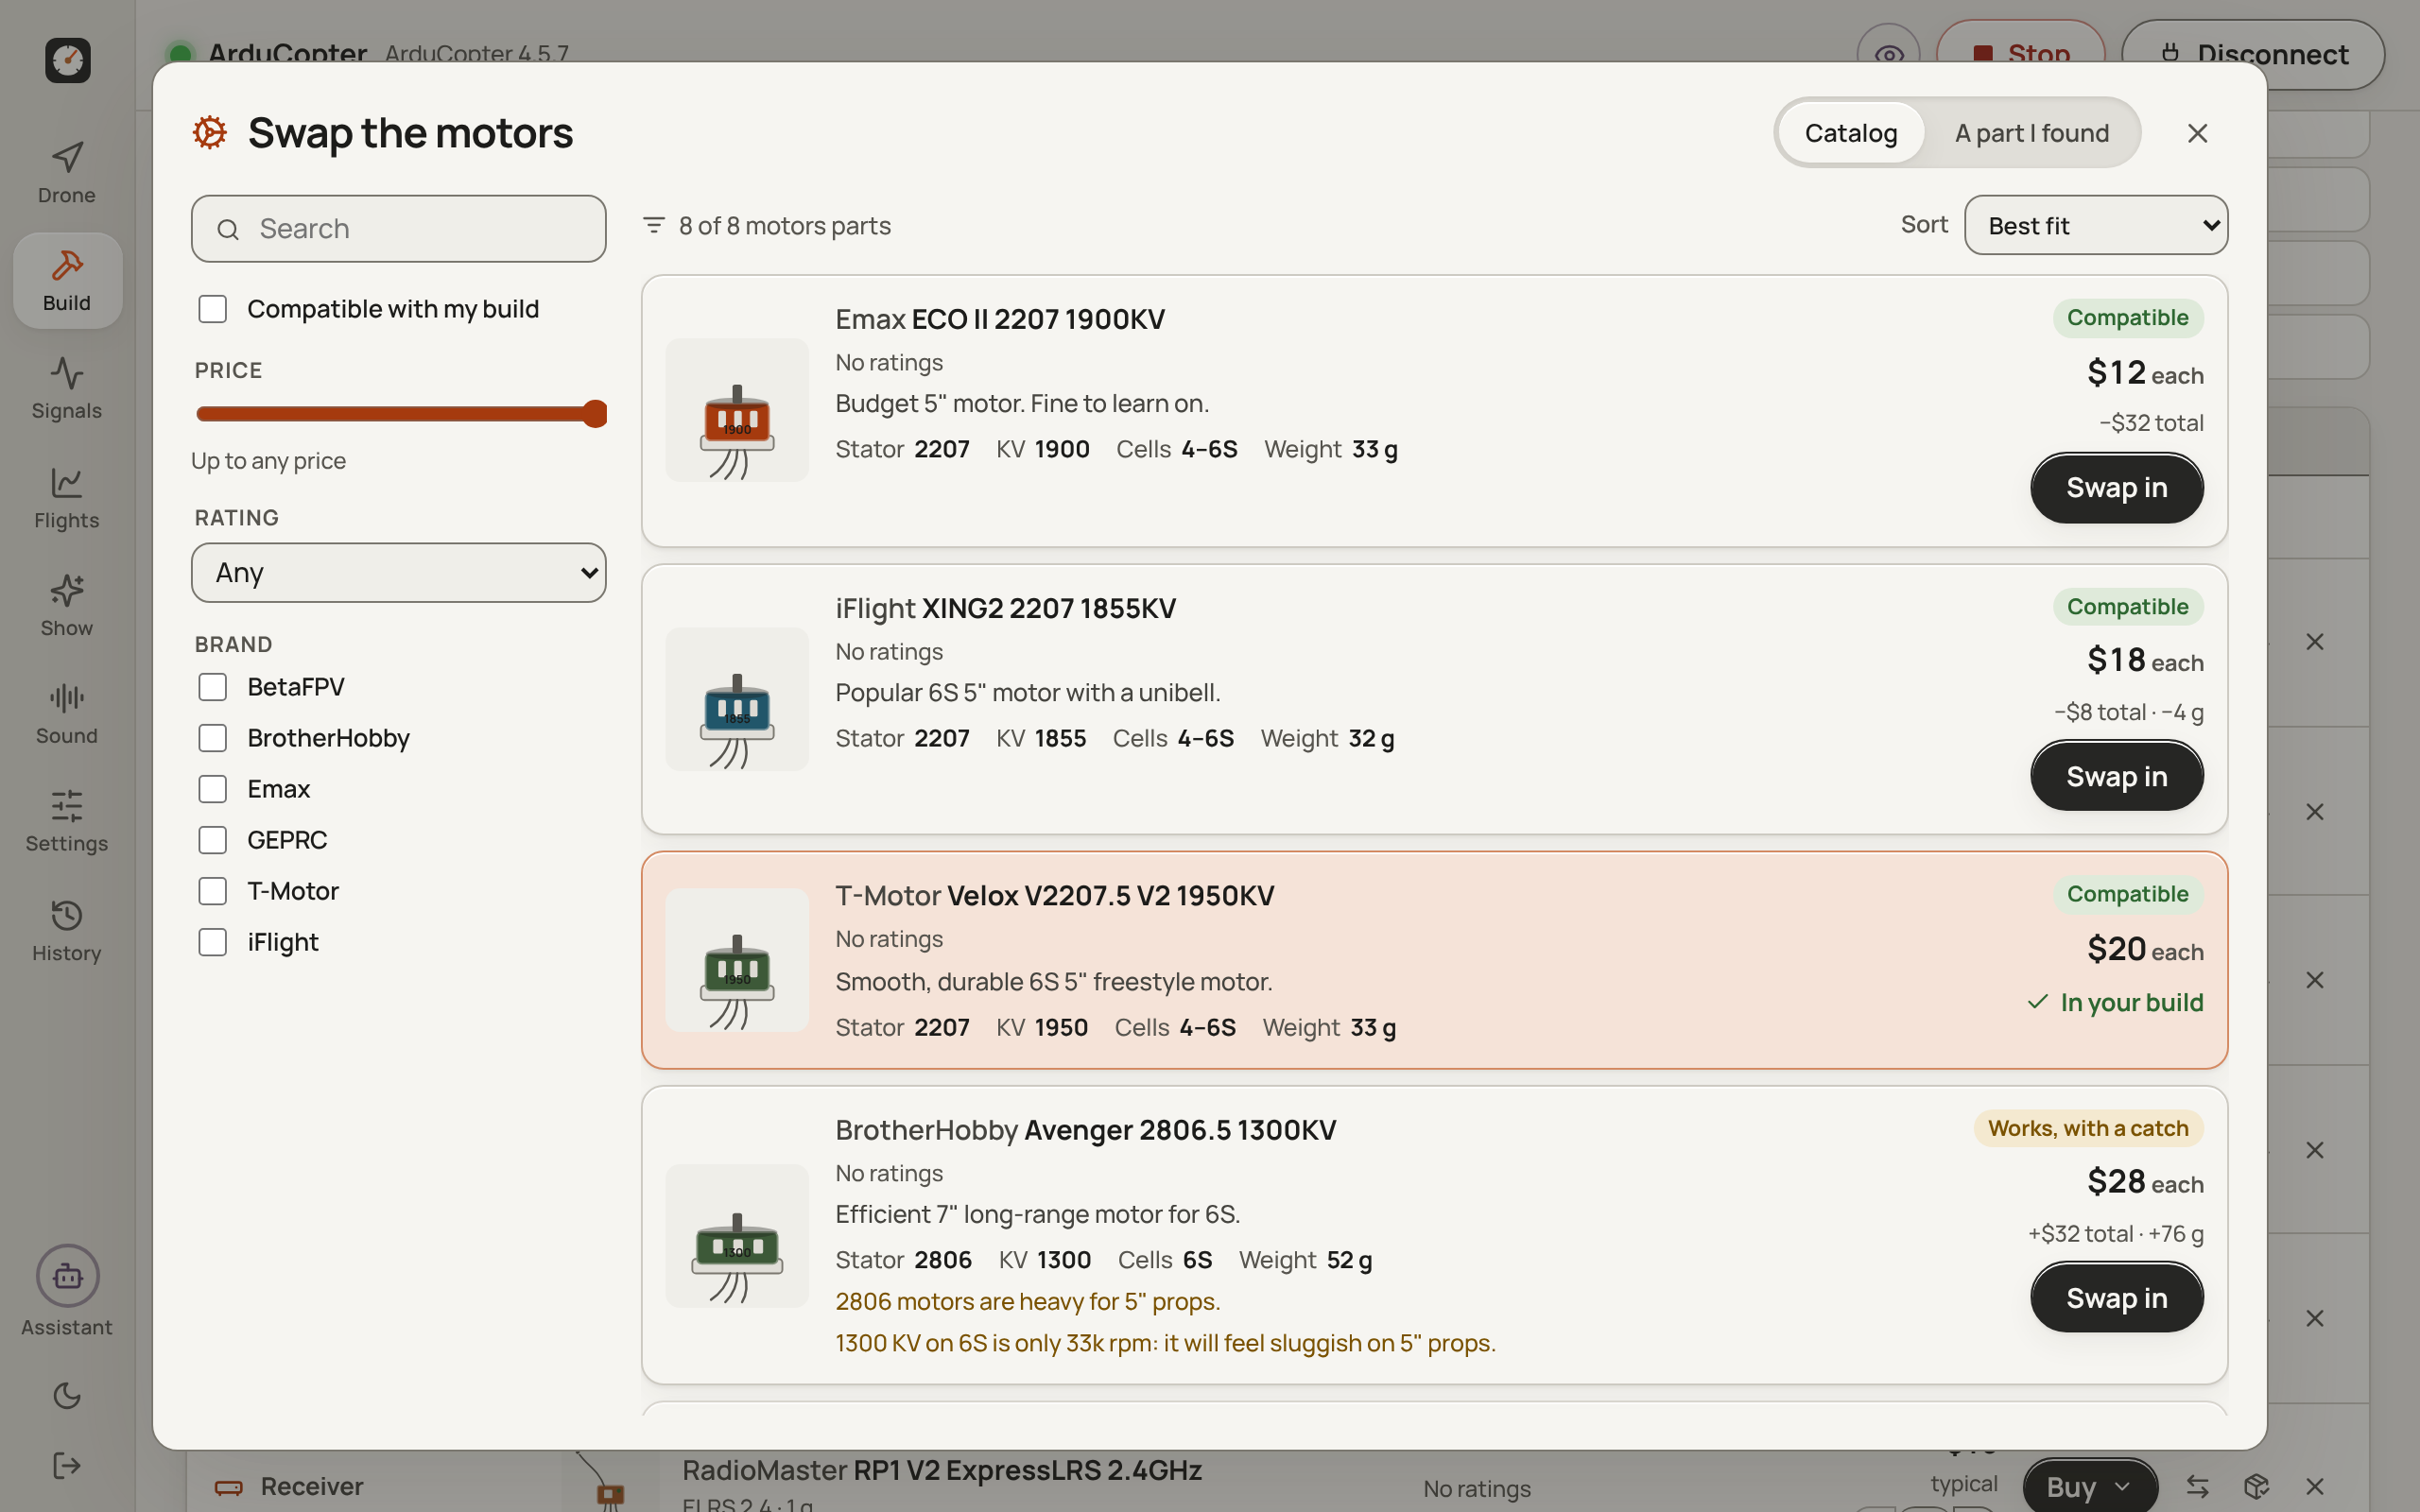 ArduCopter ArduCopter 4.5.7
Stop
Disconnect
Drone
Build
Signals
Flights
Show
Sound
Settings
History
Assistant
Swap the motors
Catalog
A part I found
Search
Compatible with my build
PRICE
Up to any price
RATING
Any
BRAND
BetaFPV
BrotherHobby
Emax
GEPRC
T-Motor
iFlight
8 of 8 motors parts
Sort Best fit
1900
Emax ECO II 2207 1900KV
No ratings
Budget 5" motor. Fine to learn on.
Stator 2207 KV 1900 Cells 4–6S Weight 33 g
Compatible
$12 each
−$32 total
Swap in
1855
iFlight XING2 2207 1855KV
No ratings
Popular 6S 5" motor with a unibell.
Stator 2207 KV 1855 Cells 4–6S Weight 32 g
Compatible
$18 each
−$8 total · −4 g
Swap in
1950
T-Motor Velox V2207.5 V2 1950KV
No ratings
Smooth, durable 6S 5" freestyle motor.
Stator 2207 KV 1950 Cells 4–6S Weight 33 g
Compatible
$20 each
In your build
1300
BrotherHobby Avenger 2806.5 1300KV
No ratings
Efficient 7" long-range motor for 6S.
Stator 2806 KV 1300 Cells 6S Weight 52 g
2806 motors are heavy for 5" props.
1300 KV on 6S is only 33k rpm: it will feel sluggish on 5" props.
Works, with a catch
$28 each
+$32 total · +76 g
Swap in
Receiver
RadioMaster RP1 V2 ExpressLRS 2.4GHz
ELRS 2.4 · 1 g
No ratings
typical
Buy